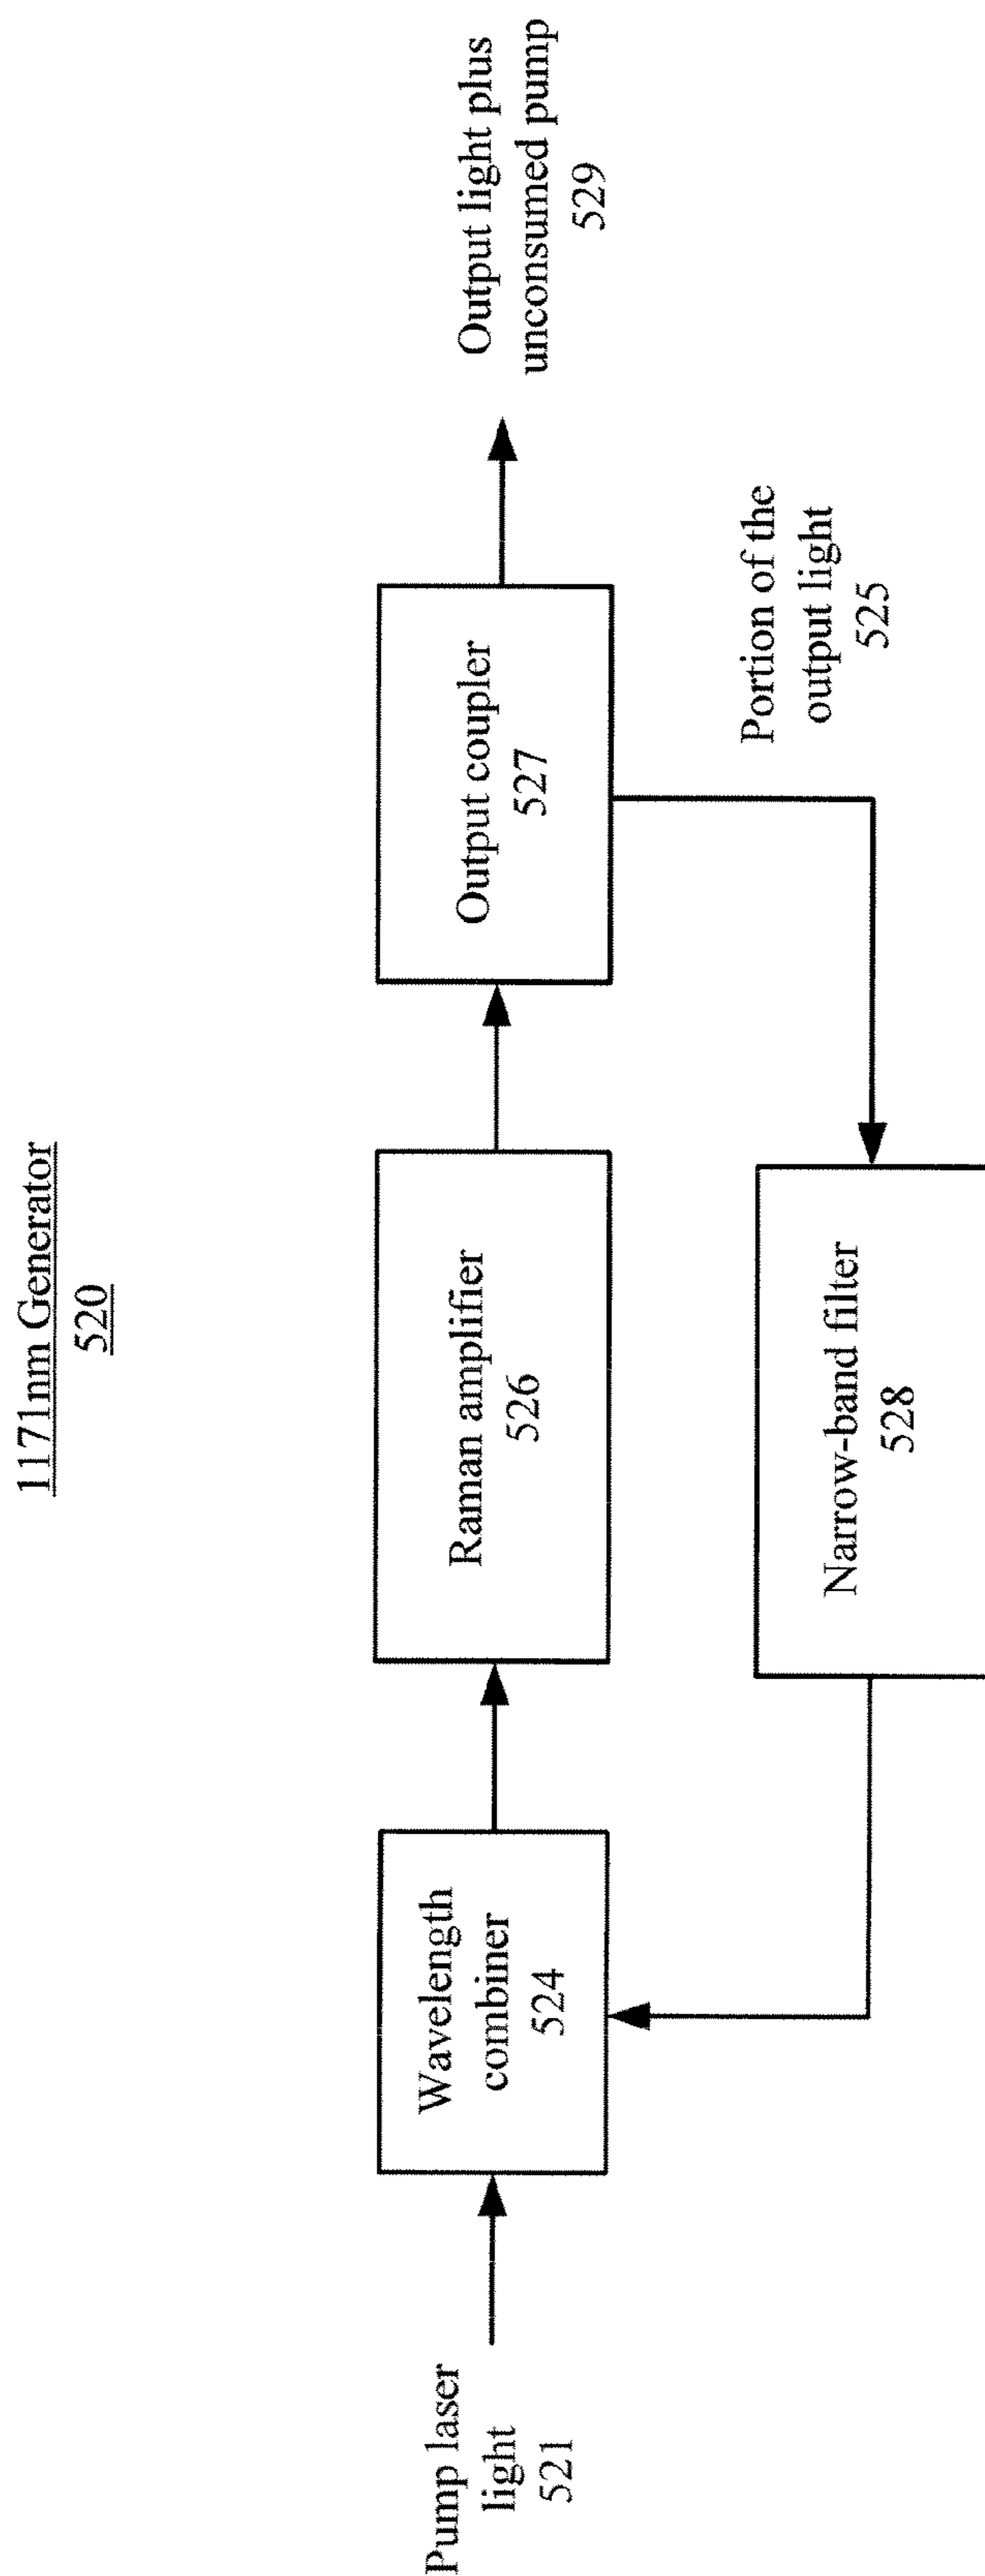 1171nm Generator
520
Pump laser
light
521
Wavelength
combiner
524
Raman amplifier
526
Output coupler
527
Output light plus
unconsumed pump
529
Narrow-band filter
528
Portion of the
output light
525